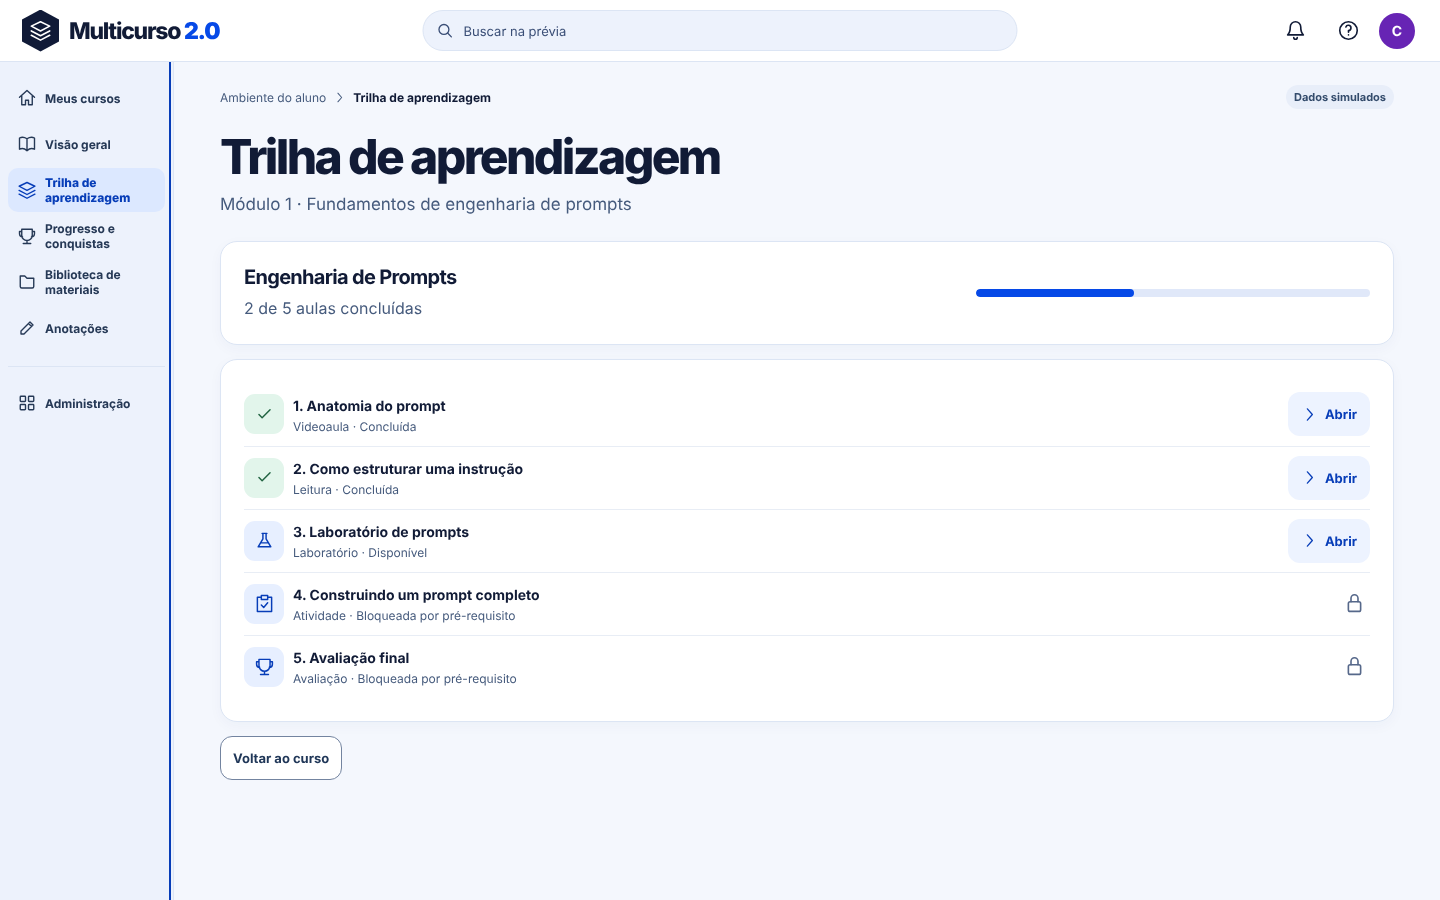 Multicurso 2.0
Buscar na prévia
C
Meus cursos
Visão geral
Trilha de
aprendizagem
Progresso e
conquistas
Biblioteca de
materiais
Anotações
Administração
Ambiente do aluno
Trilha de aprendizagem
Dados simulados
Trilha de aprendizagem
Módulo 1 · Fundamentos de engenharia de prompts
Engenharia de Prompts
2 de 5 aulas concluídas
1. Anatomia do prompt
Videoaula · Concluída
Abrir
2. Como estruturar uma instrução
Leitura · Concluída
Abrir
3. Laboratório de prompts
Laboratório · Disponível
Abrir
4. Construindo um prompt completo
Atividade · Bloqueada por pré-requisito
5. Avaliação final
Avaliação · Bloqueada por pré-requisito
Voltar ao curso